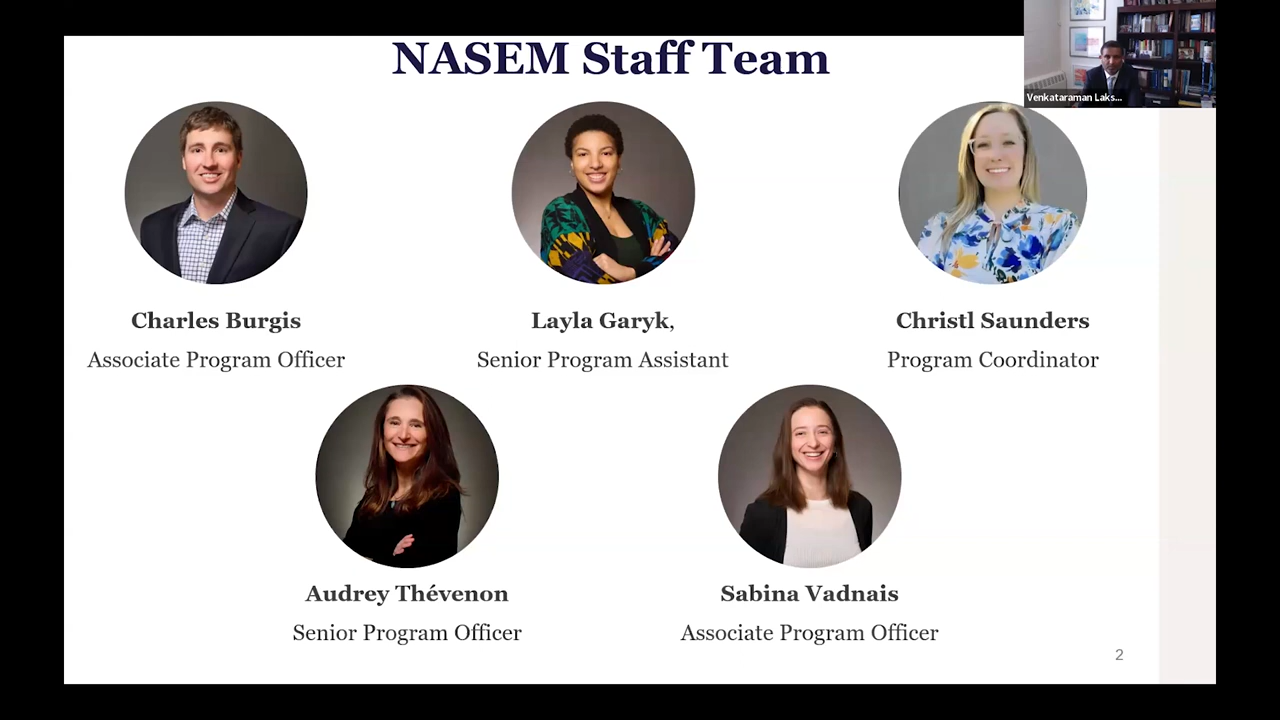 NASEM Staff Team
Venkataraman Laks...
Charles Burgis
Associate Program Officer
Layla Garyk,
Senior Program Assistant
Christl Saunders
Program Coordinator
Audrey Thévenon
Senior Program Officer
Sabina Vadnais
Associate Program Officer
2